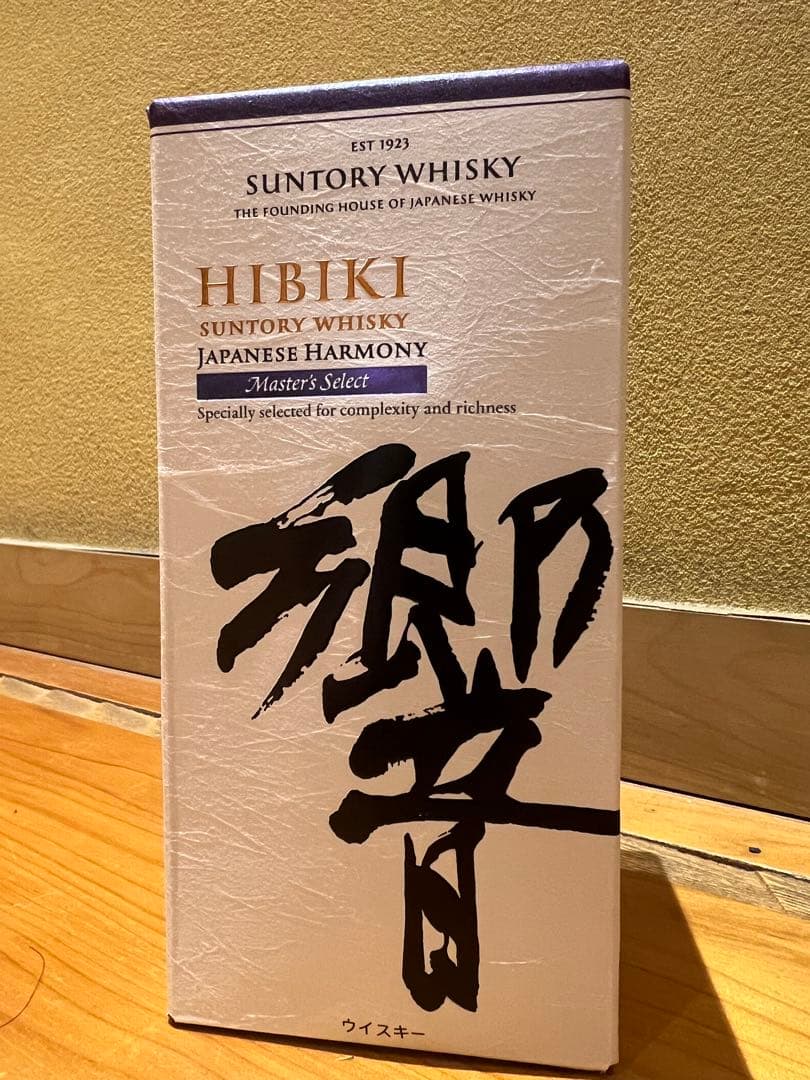 EST 1923
SUNTORY WHISKY
THE FOUNDING HOUSE OF JAPANESE WHISKY
HIBIKI
SUNTORY WHISKY
JAPANESE HARMONY
Master's Select
Specially selected for complexity and richness
響
ウイスキー